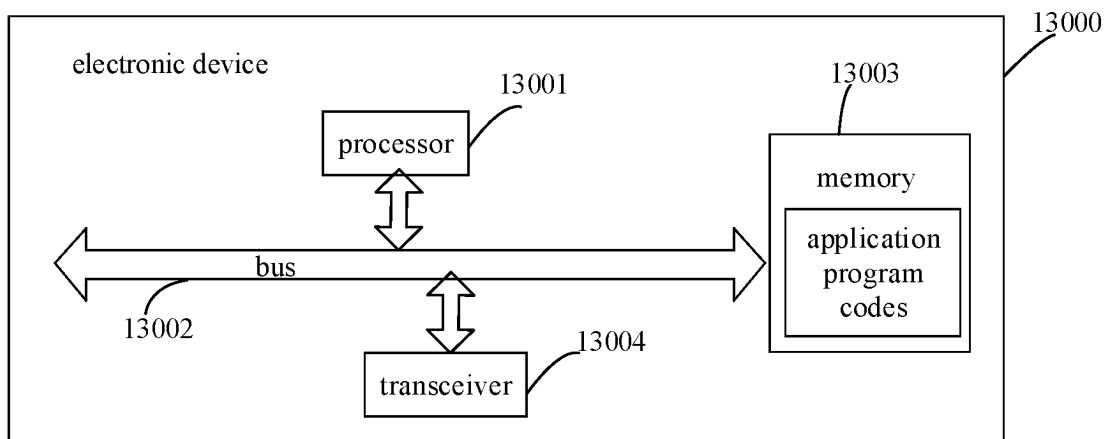 13000
electronic device
13001
13003
processor
memory
application
program
codes
bus
13002
13004
transceiver